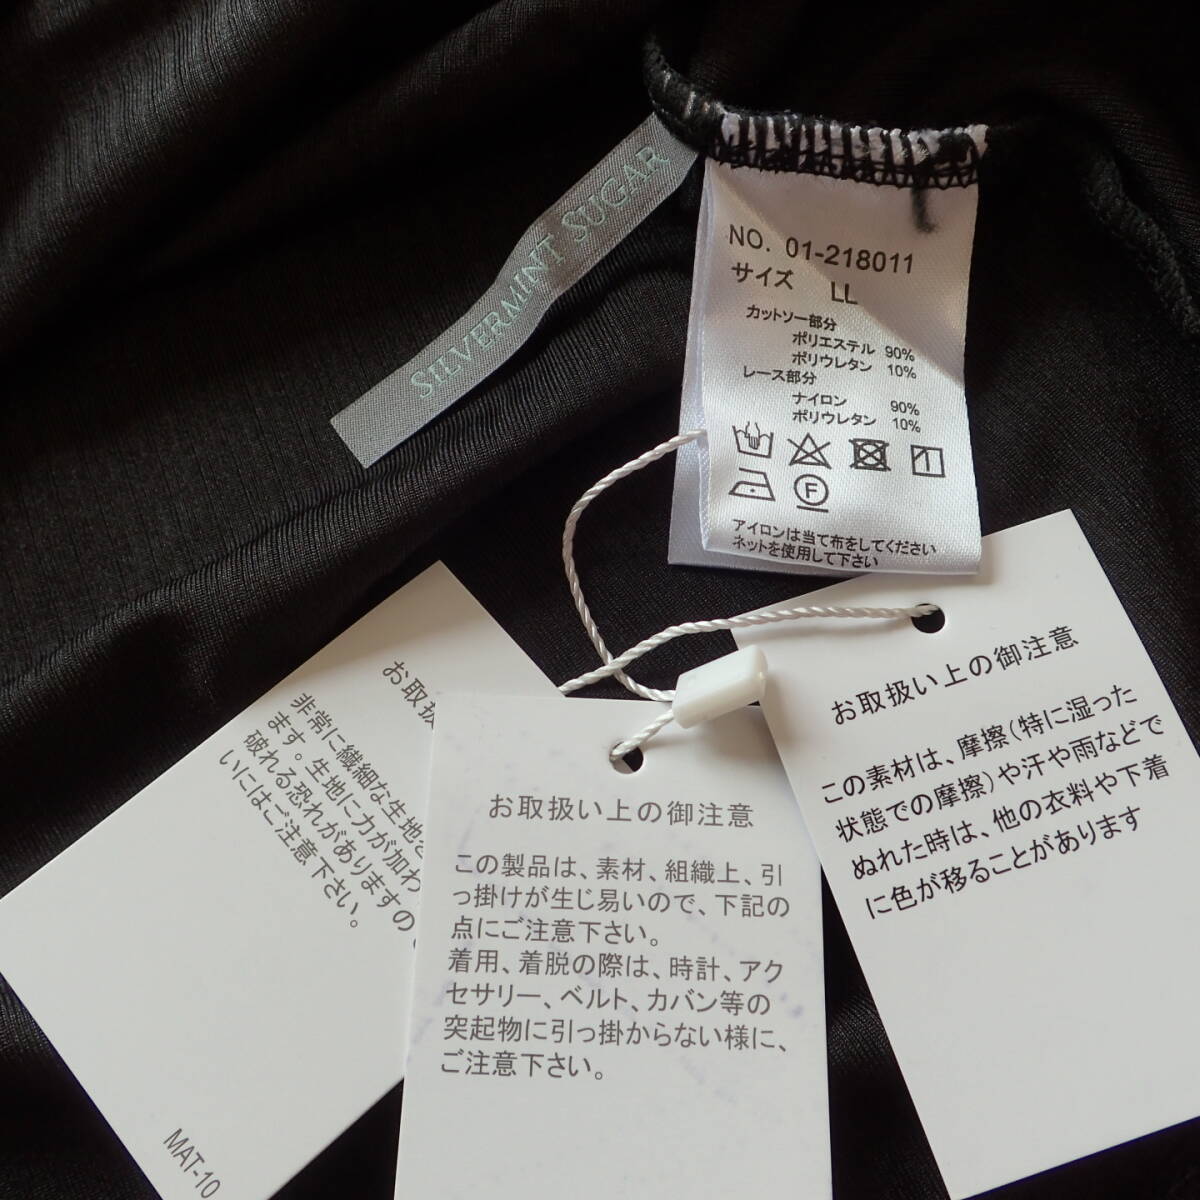 SILVERMINT SUGAR
NO. 01-218011
サイズ LL
カットソー部分
ポリエステル 90%
ポリウレタン 10%
レース部分
ナイロン 90%
ポリウレタン 10%
F
アイロンは当て布をしてください
ネットを使用して下さい
お取扱い上の御注意
この素材は、摩擦(特に湿った
状態での摩擦)や汗や雨などで
ぬれた時は、他の衣料や下着
に色が移ることがあります
お取扱い上の御注意
この製品は、素材、組織上、引
っ掛けが生じ易いので、下記の
点にご注意下さい。
着用、着脱の際は、時計、アク
セサリー、ベルト、カバン等の
突起物に引っ掛からない様に、
ご注意下さい。
お取扱
非常に繊細な生地を
ます。生地に力が加わ
破れる恐れがありますの
いにはご注意下さい。
MAT-10